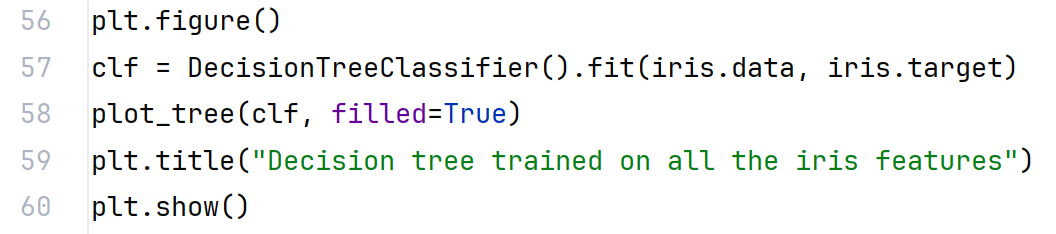 56 plt.figure()
57 clf = DecisionTreeClassifier().fit(iris.data, iris.target)
58 plot_tree(clf, filled=True)
59 plt.title("Decision tree trained on all the iris features")
60 plt.show()